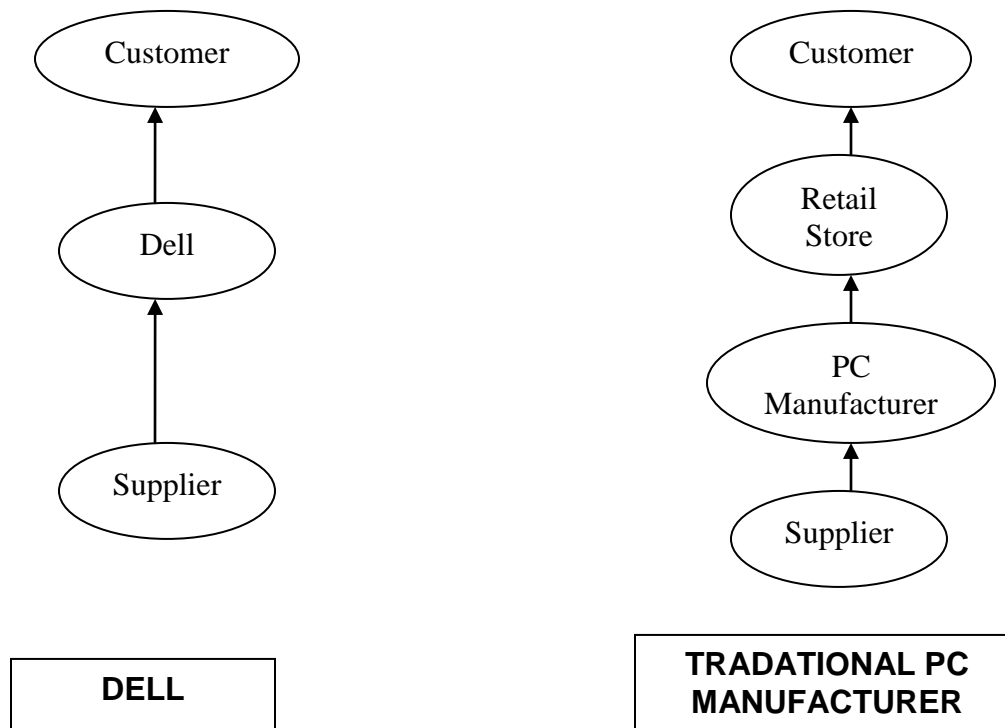 Customer
Dell
Supplier
DELL
Customer
Retail
Store
PC
Manufacturer
Supplier
TRADATIONAL PC
MANUFACTURER